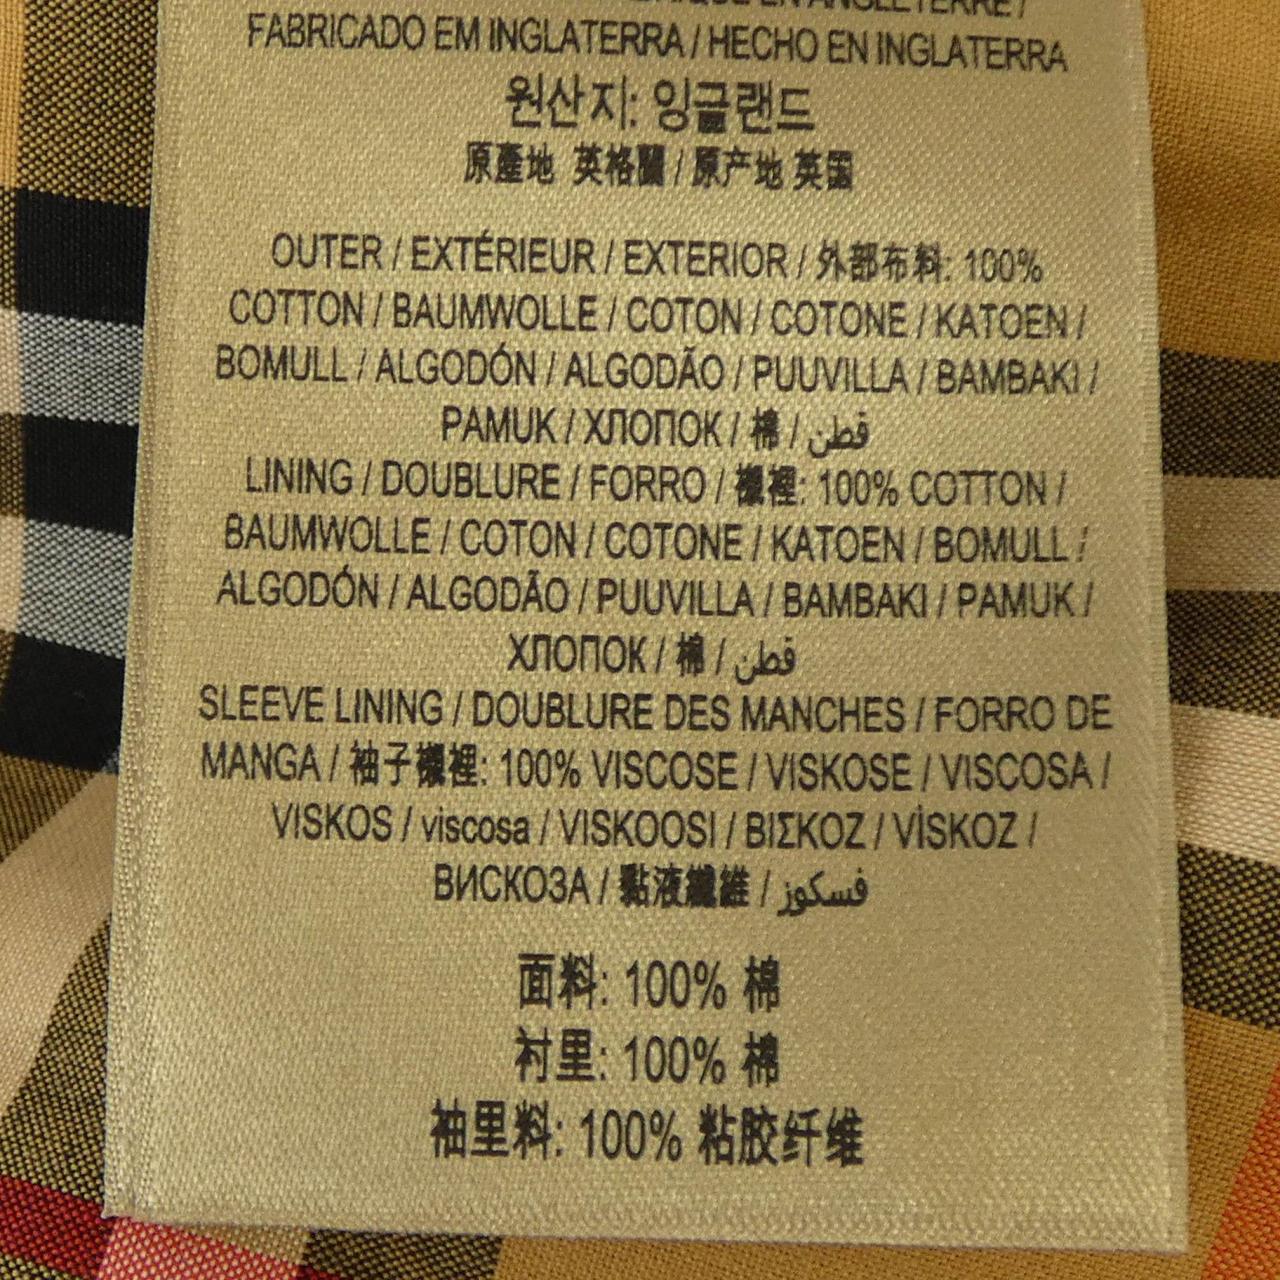 EN ANGLETERRE /
FABRICADO EM INGLATERRA / HECHO EN INGLATERRA
원산지: 잉글랜드
原產地 英格蘭 / 原产地 英国
OUTER / EXTÉRIEUR / EXTERIOR / 外部布料: 100%
COTTON / BAUMWOLLE / COTON / COTONE / KATOEN /
BOMULL / ALGODÓN / ALGODÃO / PUUVILLA / BAMBAKI /
PAMUK / ХЛОПОК / 棉 / قطن
LINING / DOUBLURE / FORRO / 襯裡: 100% COTTON /
BAUMWOLLE / COTON / COTONE / KATOEN / BOMULL /
ALGODÓN / ALGODÃO / PUUVILLA / BAMBAKI / PAMUK /
ХЛОПОК / 棉 / قطن
SLEEVE LINING / DOUBLURE DES MANCHES / FORRO DE
MANGA / 袖子襯裡: 100% VISCOSE / VISKOSE / VISCOSA /
VISKOS / viscosa / VISKOOSI / ΒΙΣΚΟΖ / VİSKOZ /
ВИСКОЗА / 黏液纖維 / فسكوز
面料: 100% 棉
衬里: 100% 棉
袖里料: 100% 粘胶纤维